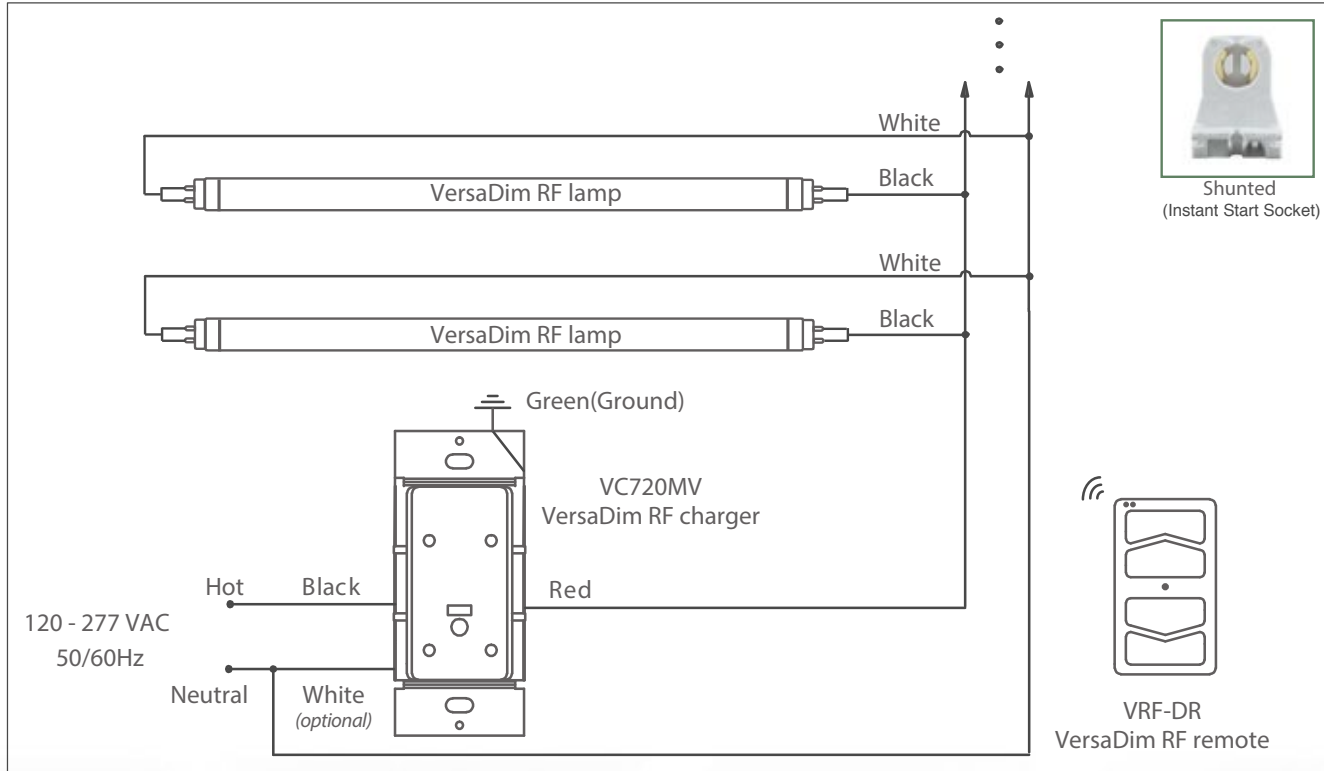 White
Black
VersaDim RF lamp
Shunted
(Instant Start Socket)
White
Black
VersaDim RF lamp
Green(Ground)
VC720MV
VersaDim RF charger
Hot
Black
Red
120 - 277 VAC
50/60Hz
Neutral
White
(optional)
VRF-DR
VersaDim RF remote